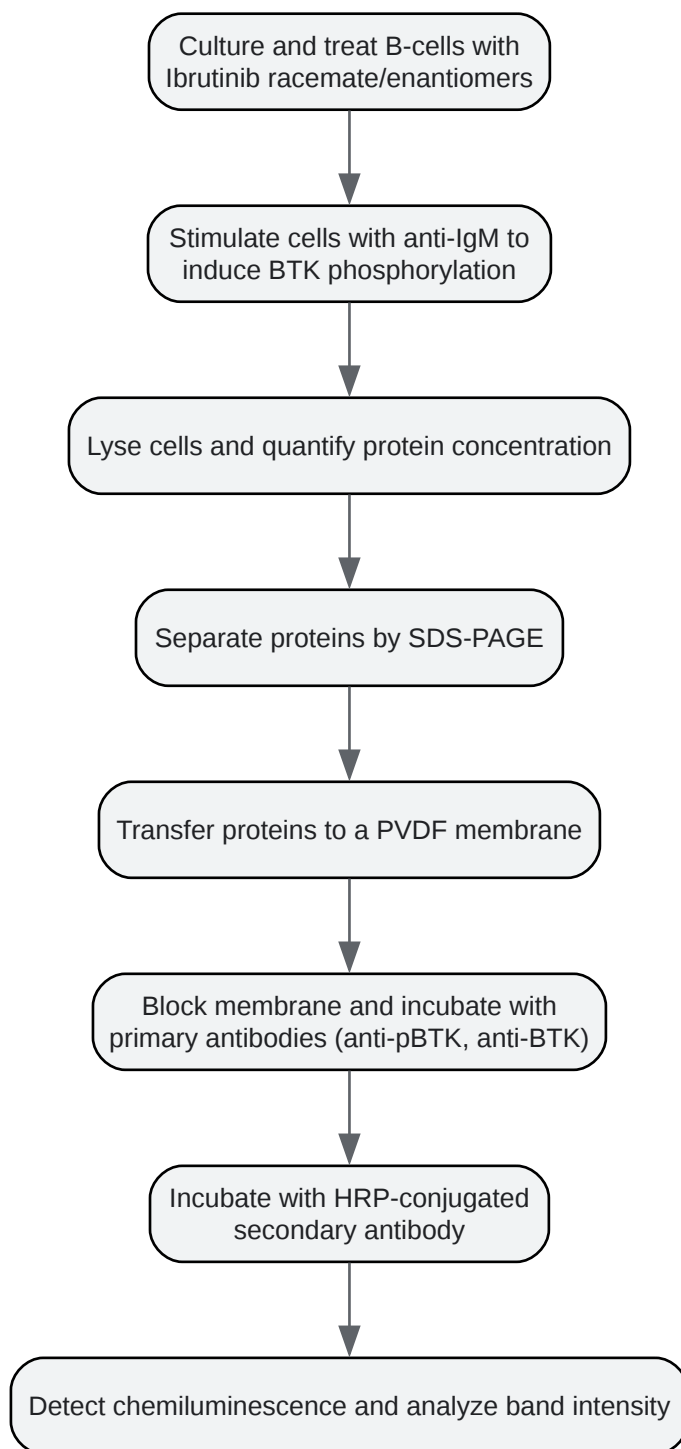 Culture and treat B-cells with
Ibrutinib racemate/enantiomers
Stimulate cells with anti-IgM to
induce BTK phosphorylation
Lyse cells and quantify protein concentration
Separate proteins by SDS-PAGE
Transfer proteins to a PVDF membrane
Block membrane and incubate with
primary antibodies (anti-pBTK, anti-BTK)
Incubate with HRP-conjugated
secondary antibody
Detect chemiluminescence and analyze band intensity